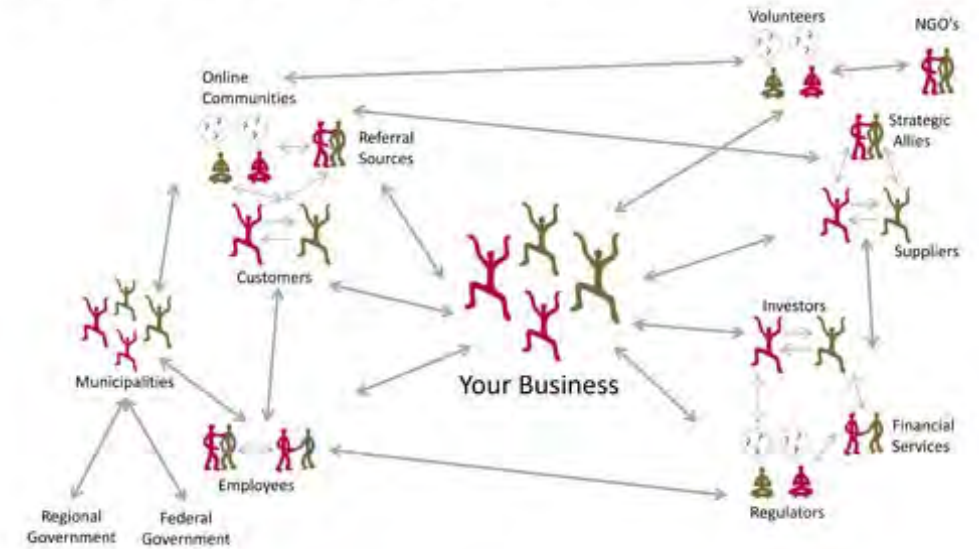 Volunteers
NGO's
Online
Communities
Referral
Sources
Strategic
Allies
Customers
Suppliers
Investors
Municipalities
Your Business
Employees
Financial
Services
Regulators
Regional
Government
Federal
Government